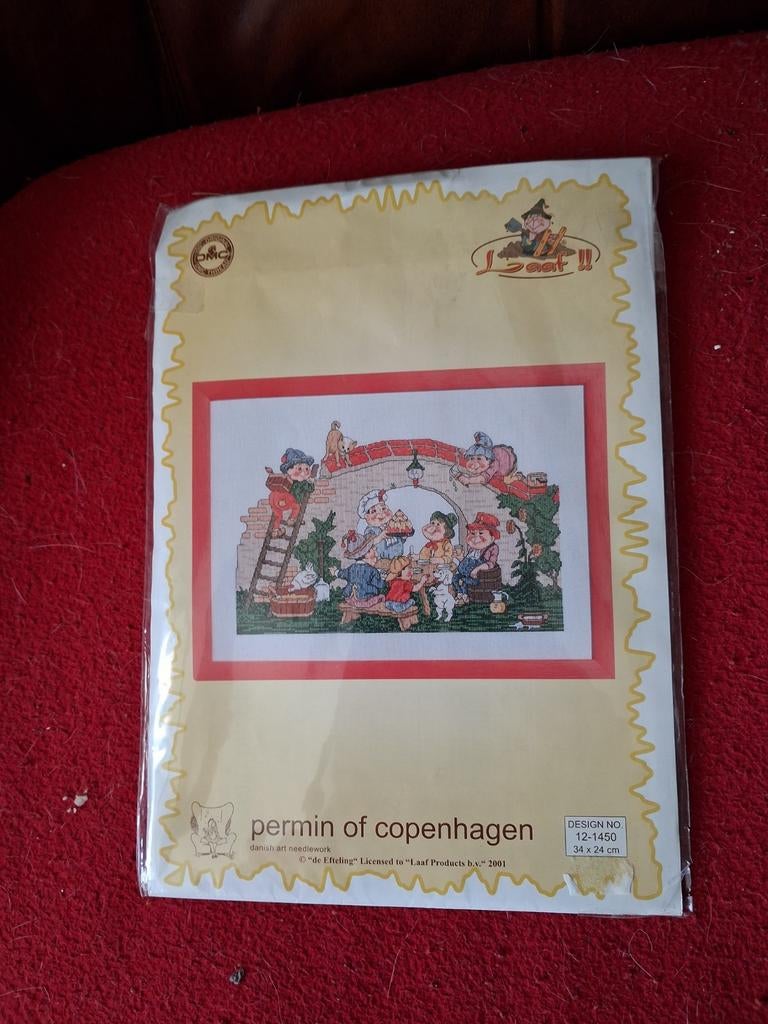 DMC
Laaf !!
permin of copenhagen
danish art needlework
© "de Efteling" Licensed to "Laaf Products b.v." 2001
DESIGN NO.
12-1450
34 x 24 cm